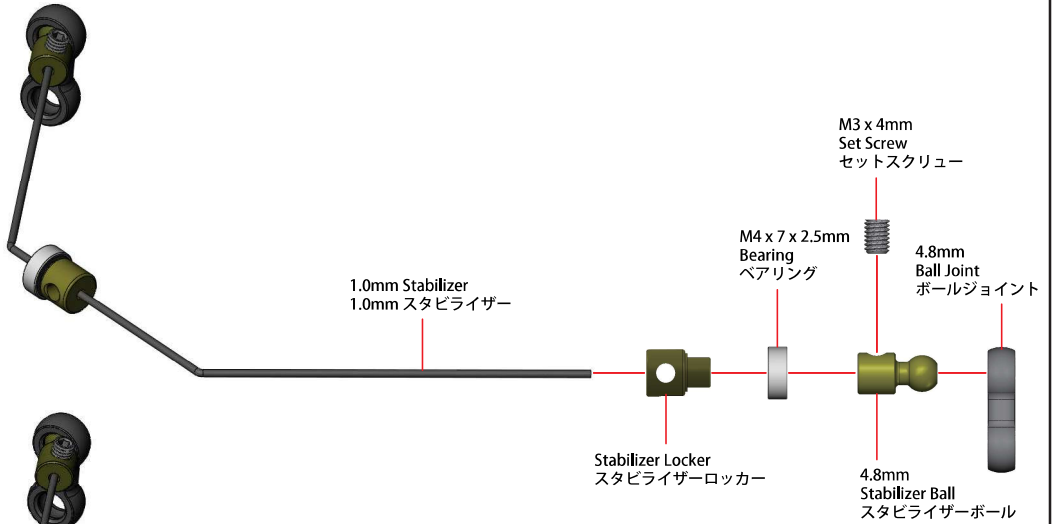 M3 x 4mm
Set Screw
セットスクリュー
M4 x 7 x 2.5mm
Bearing
ベアリング
4.8mm
Ball Joint
ボールジョイント
1.0mm Stabilizer
1.0mm スタビライザー
Stabilizer Locker
スタビライザーロッカー
4.8mm
Stabilizer Ball
スタビライザーボール